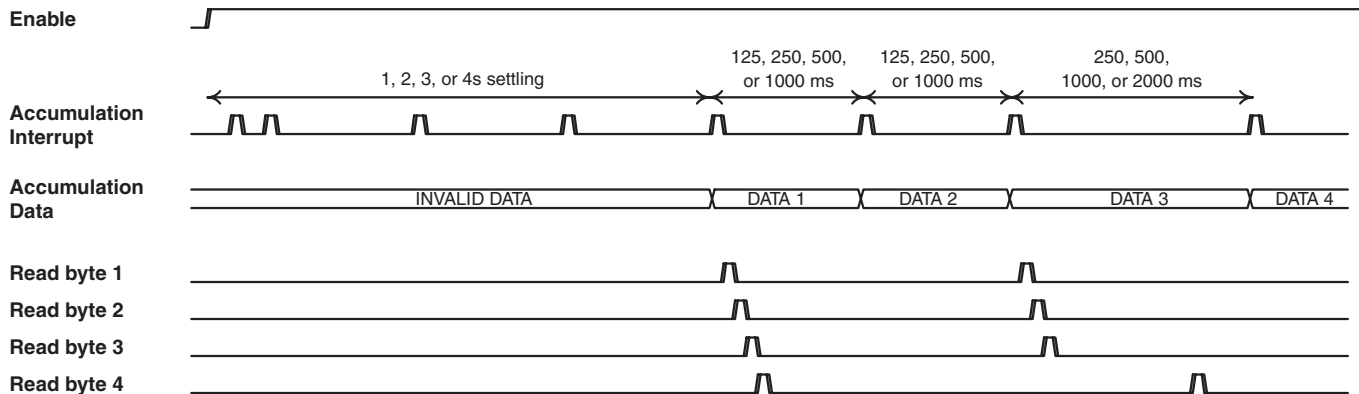 Enable
125, 250, 500,
or 1000 ms
125, 250, 500,
or 1000 ms
250, 500,
1000, or 2000 ms
1, 2, 3, or 4s settling
Accumulation
Interrupt
Accumulation
Data
INVALID DATA
DATA 1
DATA 2
DATA 3
DATA 4
Read byte 1
Read byte 2
Read byte 3
Read byte 4